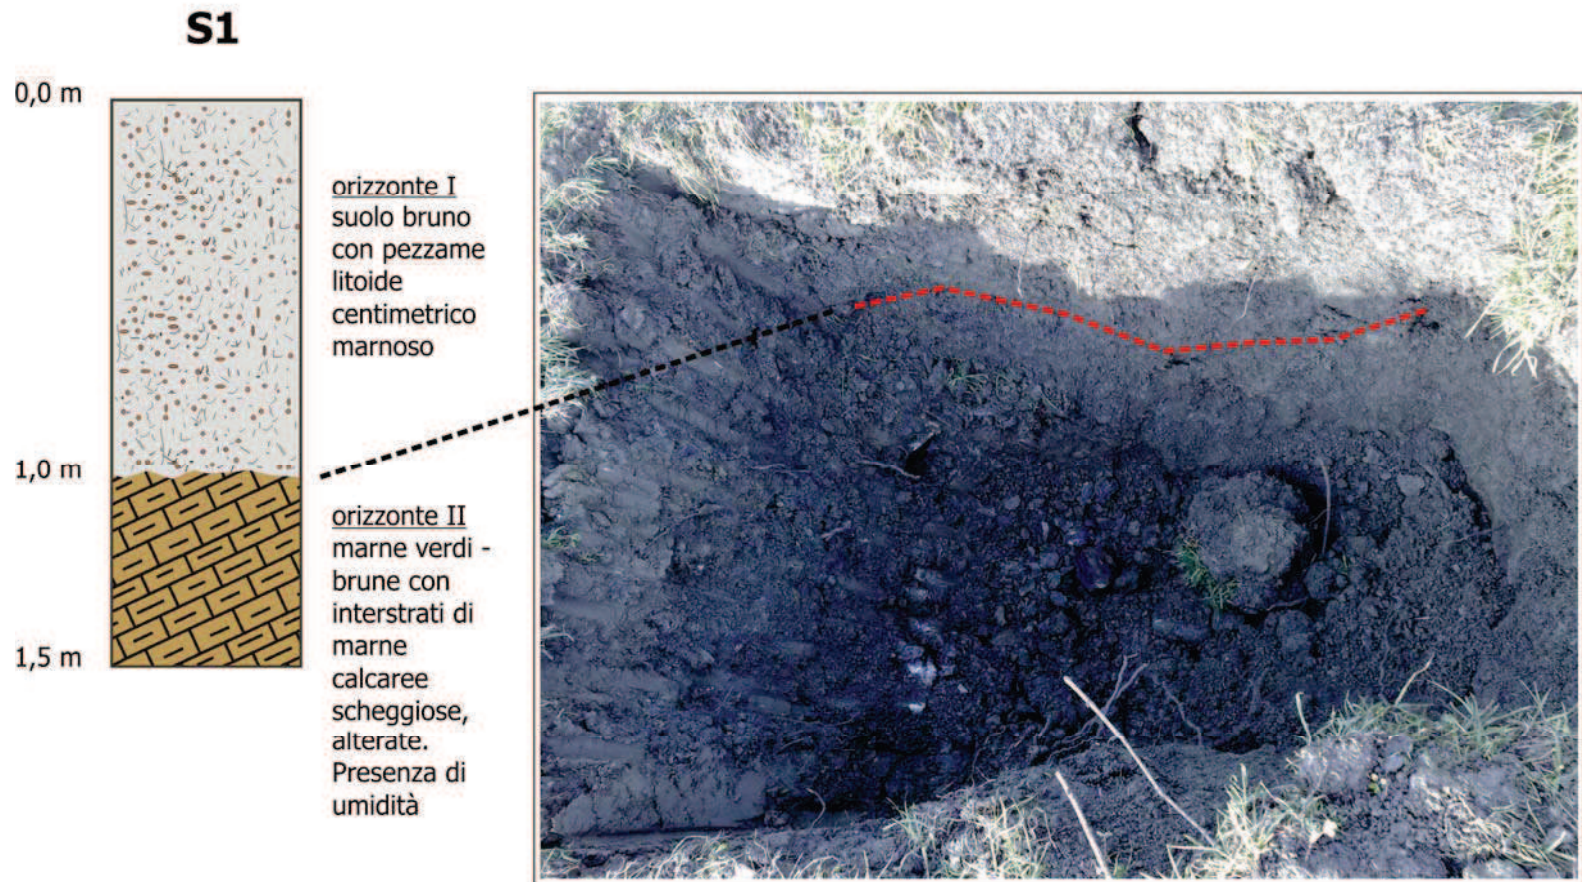 S1
0,0 m
orizzonte I
suolo bruno
con pezzame
litoide
centimetrico
marnoso
1,0 m
orizzonte II
marne verdi -
brune con
interstrati di
marne
calcaree
scheggiose,
alterate.
Presenza di
umidità
1,5 m